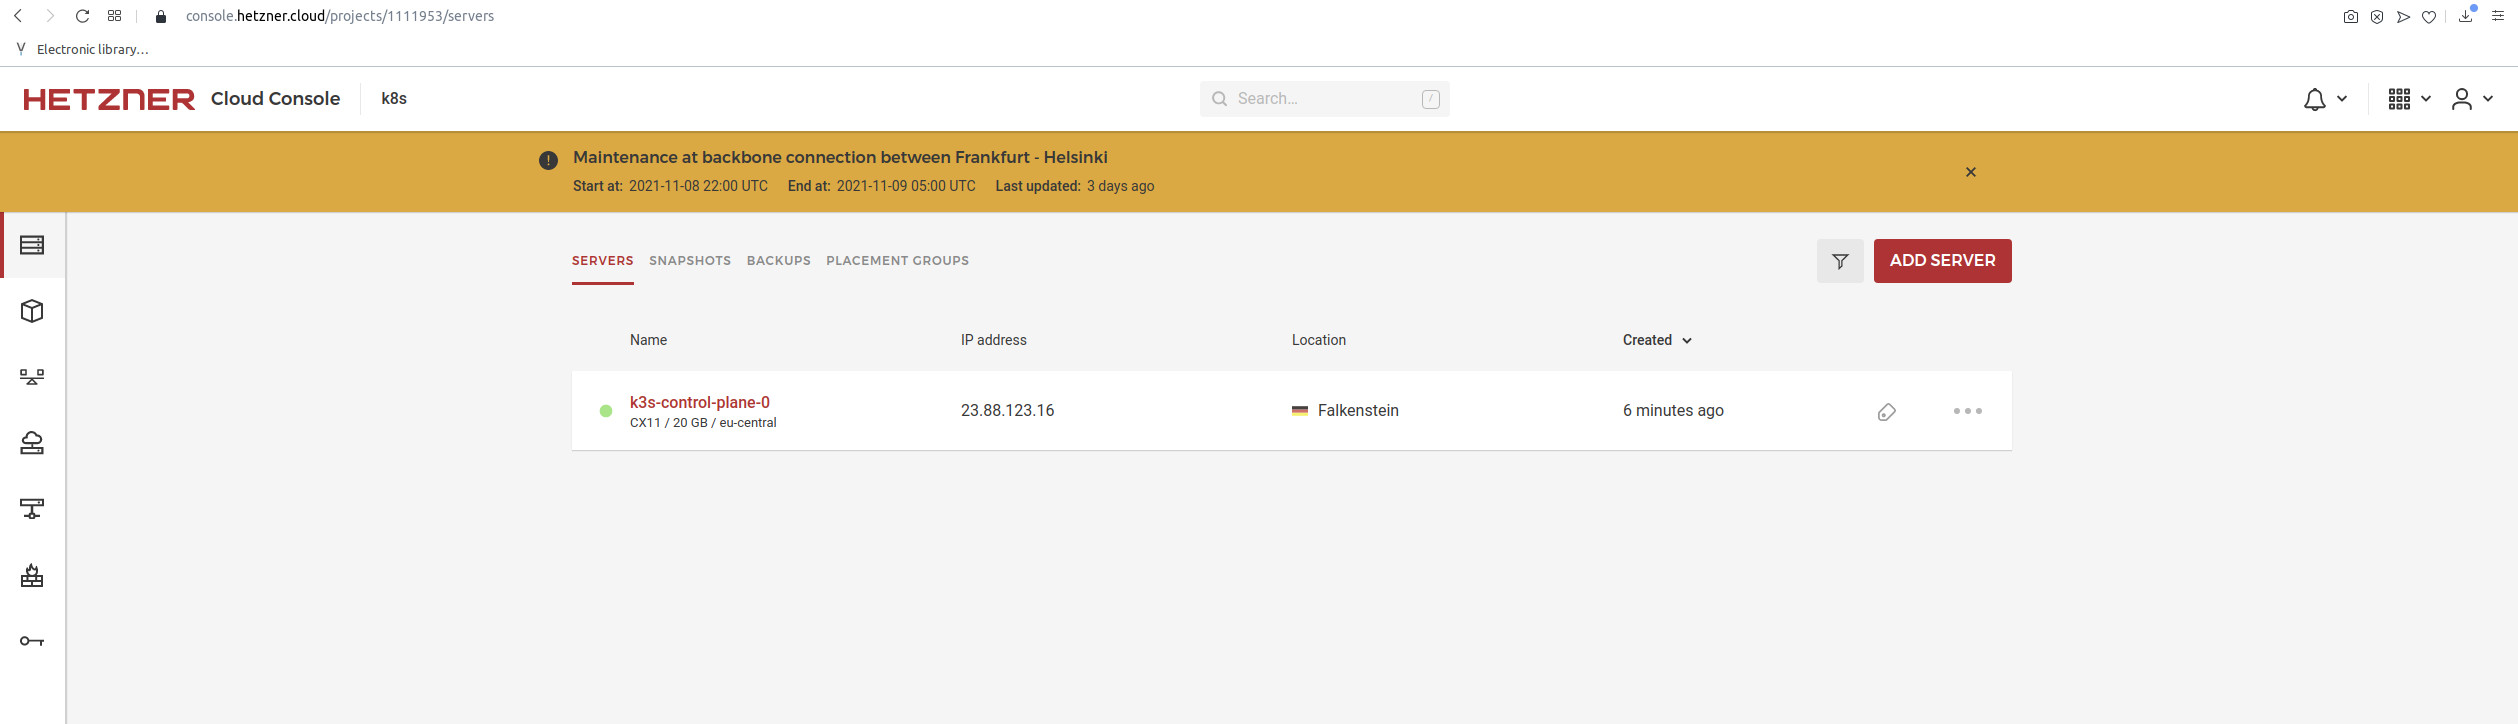 console.hetzner.cloud/projects/1111953/servers
Electronic library...
HETZNER Cloud Console k8s Search... /
Maintenance at backbone connection between Frankfurt - Helsinki
Start at: 2021-11-08 22:00 UTC End at: 2021-11-09 05:00 UTC Last updated: 3 days ago
SERVERS SNAPSHOTS BACKUPS PLACEMENT GROUPS ADD SERVER
Name IP address Location Created
k3s-control-plane-0 23.88.123.16 Falkenstein 6 minutes ago
CX11 / 20 GB / eu-central